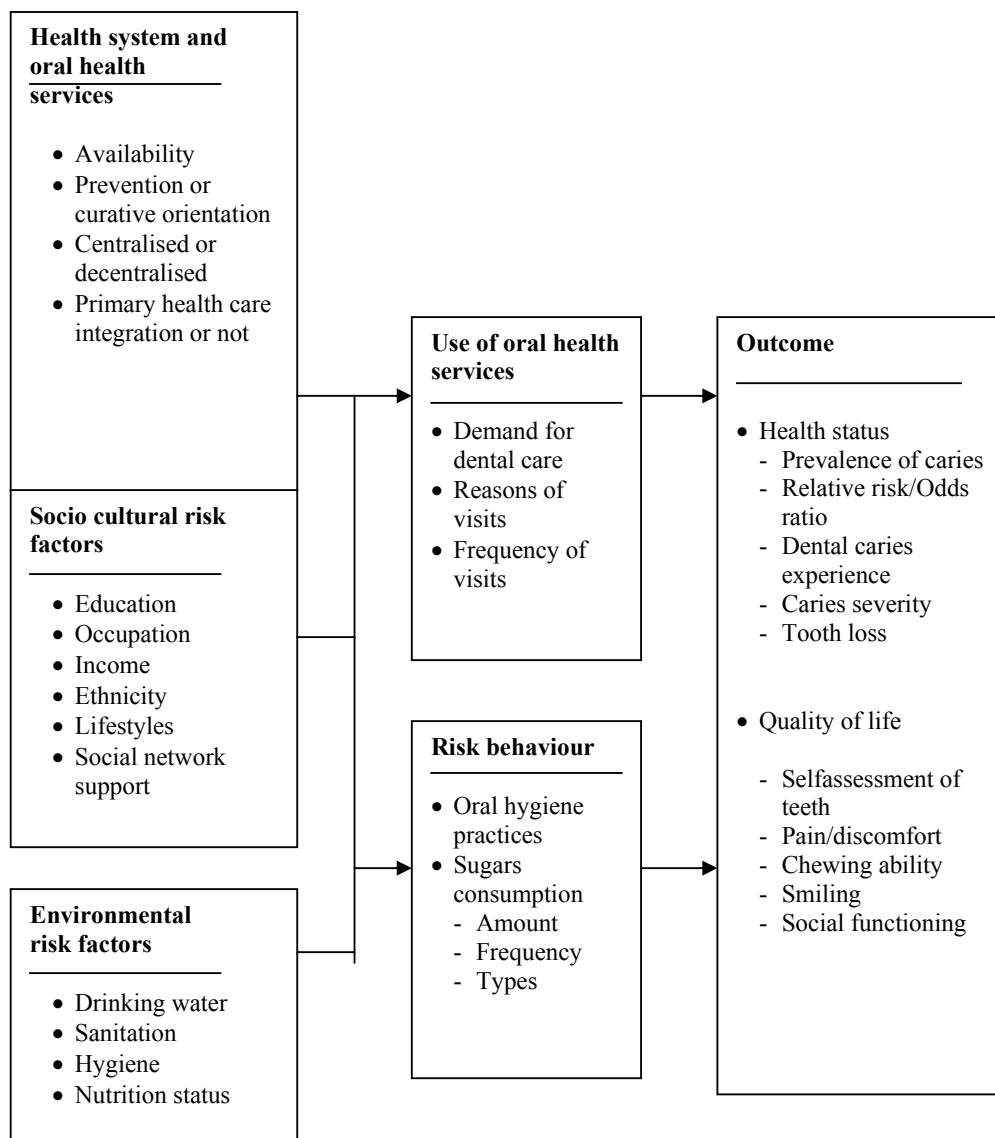 Health system and
oral health
services
• Availability
• Prevention or
curative orientation
• Centralised or
decentralised
• Primary health care
integration or not
Socio cultural risk
factors
• Education
• Occupation
• Income
• Ethnicity
• Lifestyles
• Social network
support
Environmental
risk factors
• Drinking water
• Sanitation
• Hygiene
• Nutrition status
Use of oral health
services
• Demand for
dental care
• Reasons of
visits
• Frequency of
visits
Risk behaviour
• Oral hygiene
practices
• Sugars
consumption
- Amount
- Frequency
- Types
Outcome
• Health status
- Prevalence of caries
- Relative risk/Odds
ratio
- Dental caries
experience
- Caries severity
- Tooth loss
• Quality of life
- Selfassessment of
teeth
- Pain/discomfort
- Chewing ability
- Smiling
- Social functioning